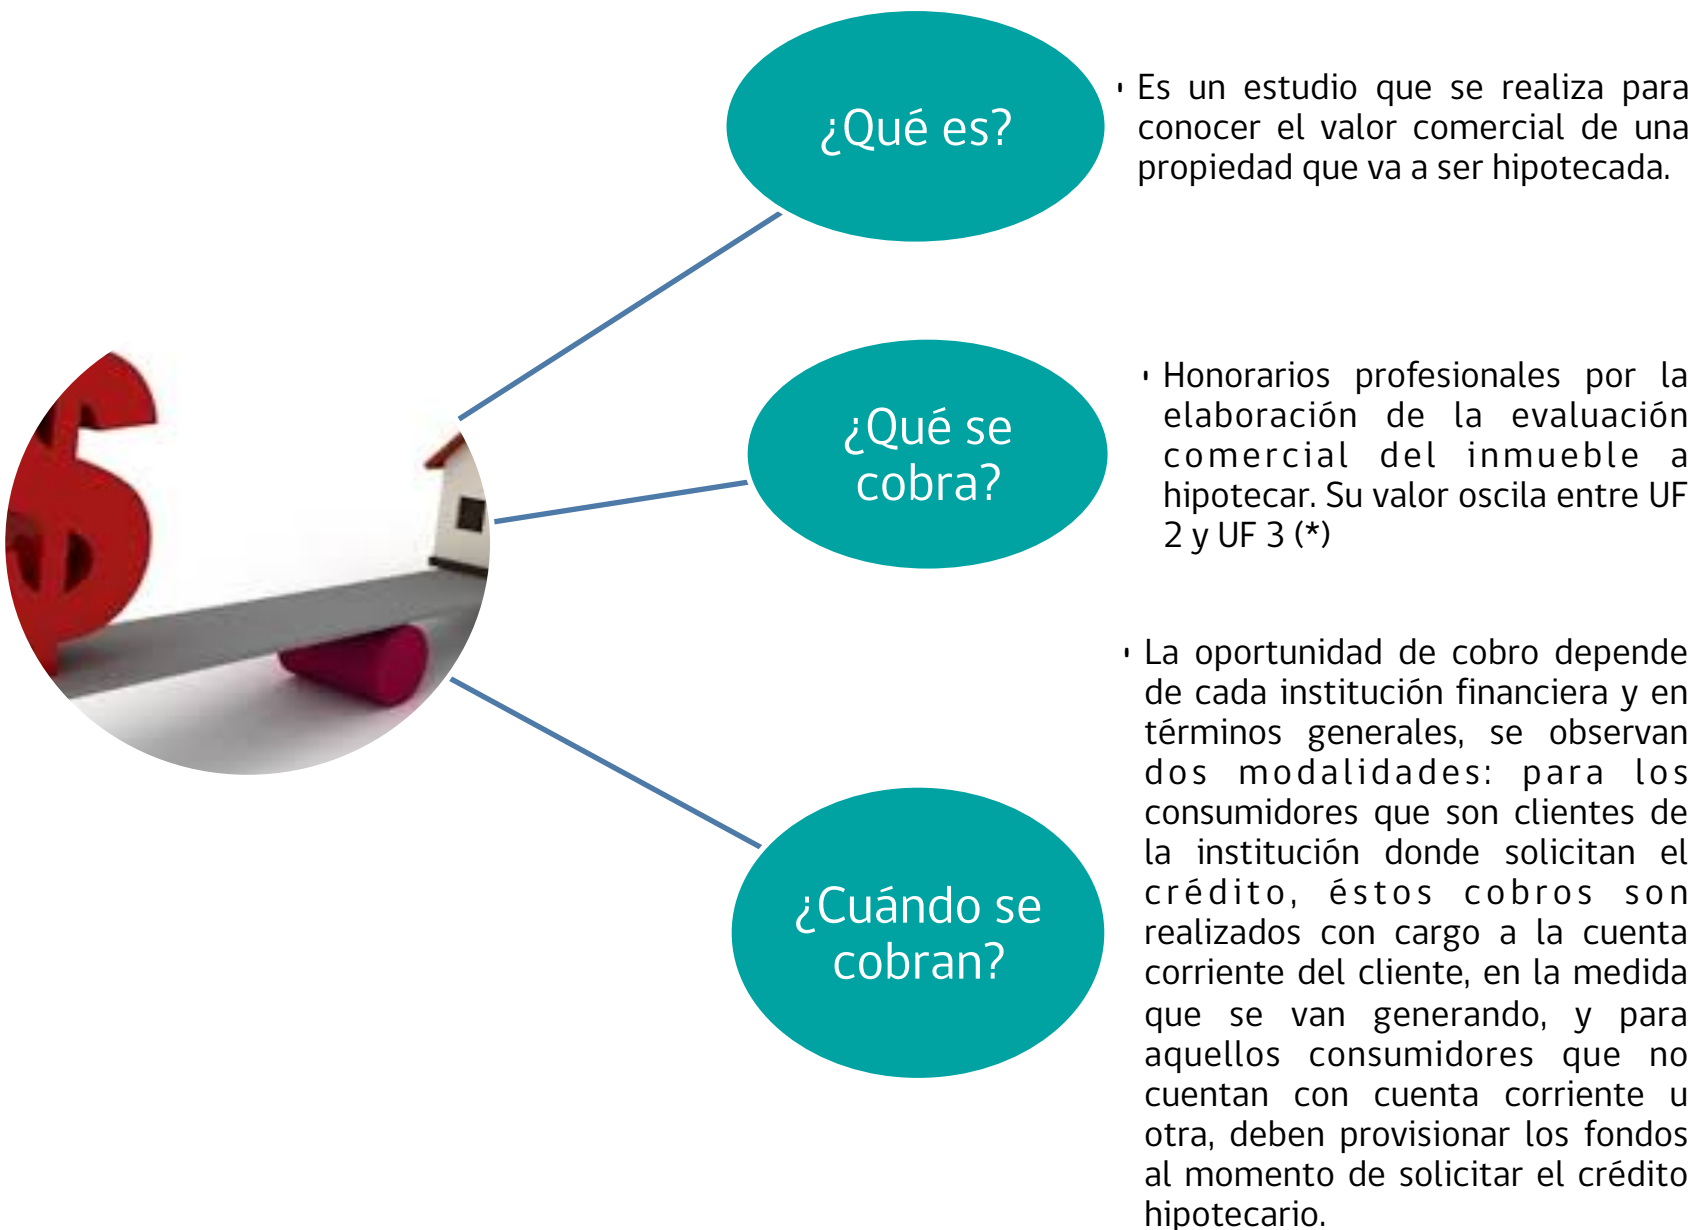 ¿Qué es?
Es un estudio que se realiza para
conocer el valor comercial de una
propiedad que va a ser hipotecada.
¿Qué se
cobra?
Honorarios profesionales por la
elaboración de la evaluación
comercial del inmueble a
hipotecar. Su valor oscila entre UF
2 y UF 3 (*)
¿Cuándo se
cobran?
La oportunidad de cobro depende
de cada institución financiera y en
términos generales, se observan
dos modalidades: para los
consumidores que son clientes de
la institución donde solicitan el
crédito, éstos cobros son
realizados con cargo a la cuenta
corriente del cliente, en la medida
que se van generando, y para
aquellos consumidores que no
cuentan con cuenta corriente u
otra, deben provisionar los fondos
al momento de solicitar el crédito
hipotecario.
$